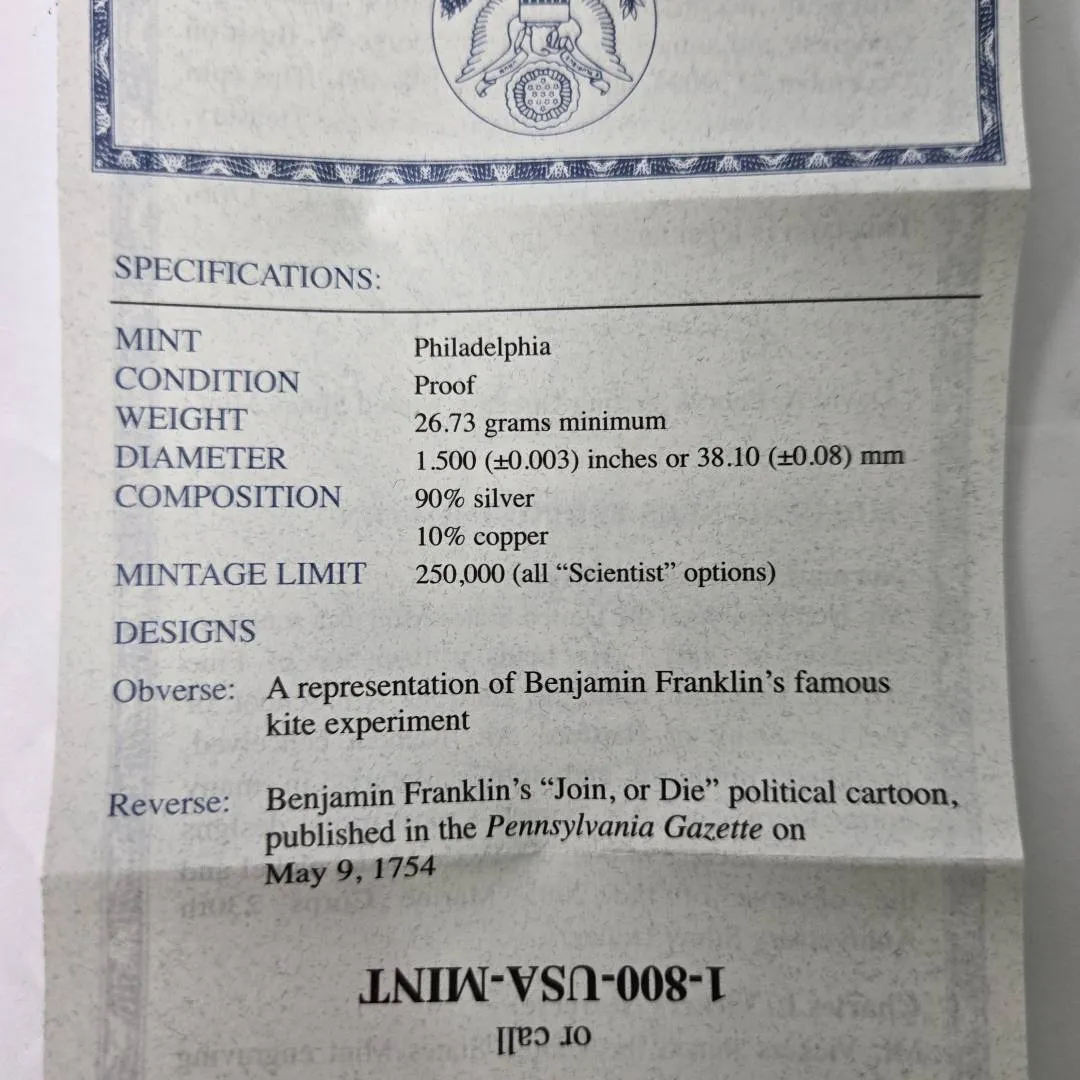 SPECIFICATIONS:
MINT Philadelphia
CONDITION Proof
WEIGHT 26.73 grams minimum
DIAMETER 1.500 (±0.003) inches or 38.10 (±0.08) mm
COMPOSITION 90% silver
10% copper
MINTAGE LIMIT 250,000 (all “Scientist” options)
DESIGNS
Obverse: A representation of Benjamin Franklin’s famous
kite experiment
Reverse: Benjamin Franklin’s “Join, or Die” political cartoon,
published in the Pennsylvania Gazette on
May 9, 1754
1-800-USA-MINT
or call